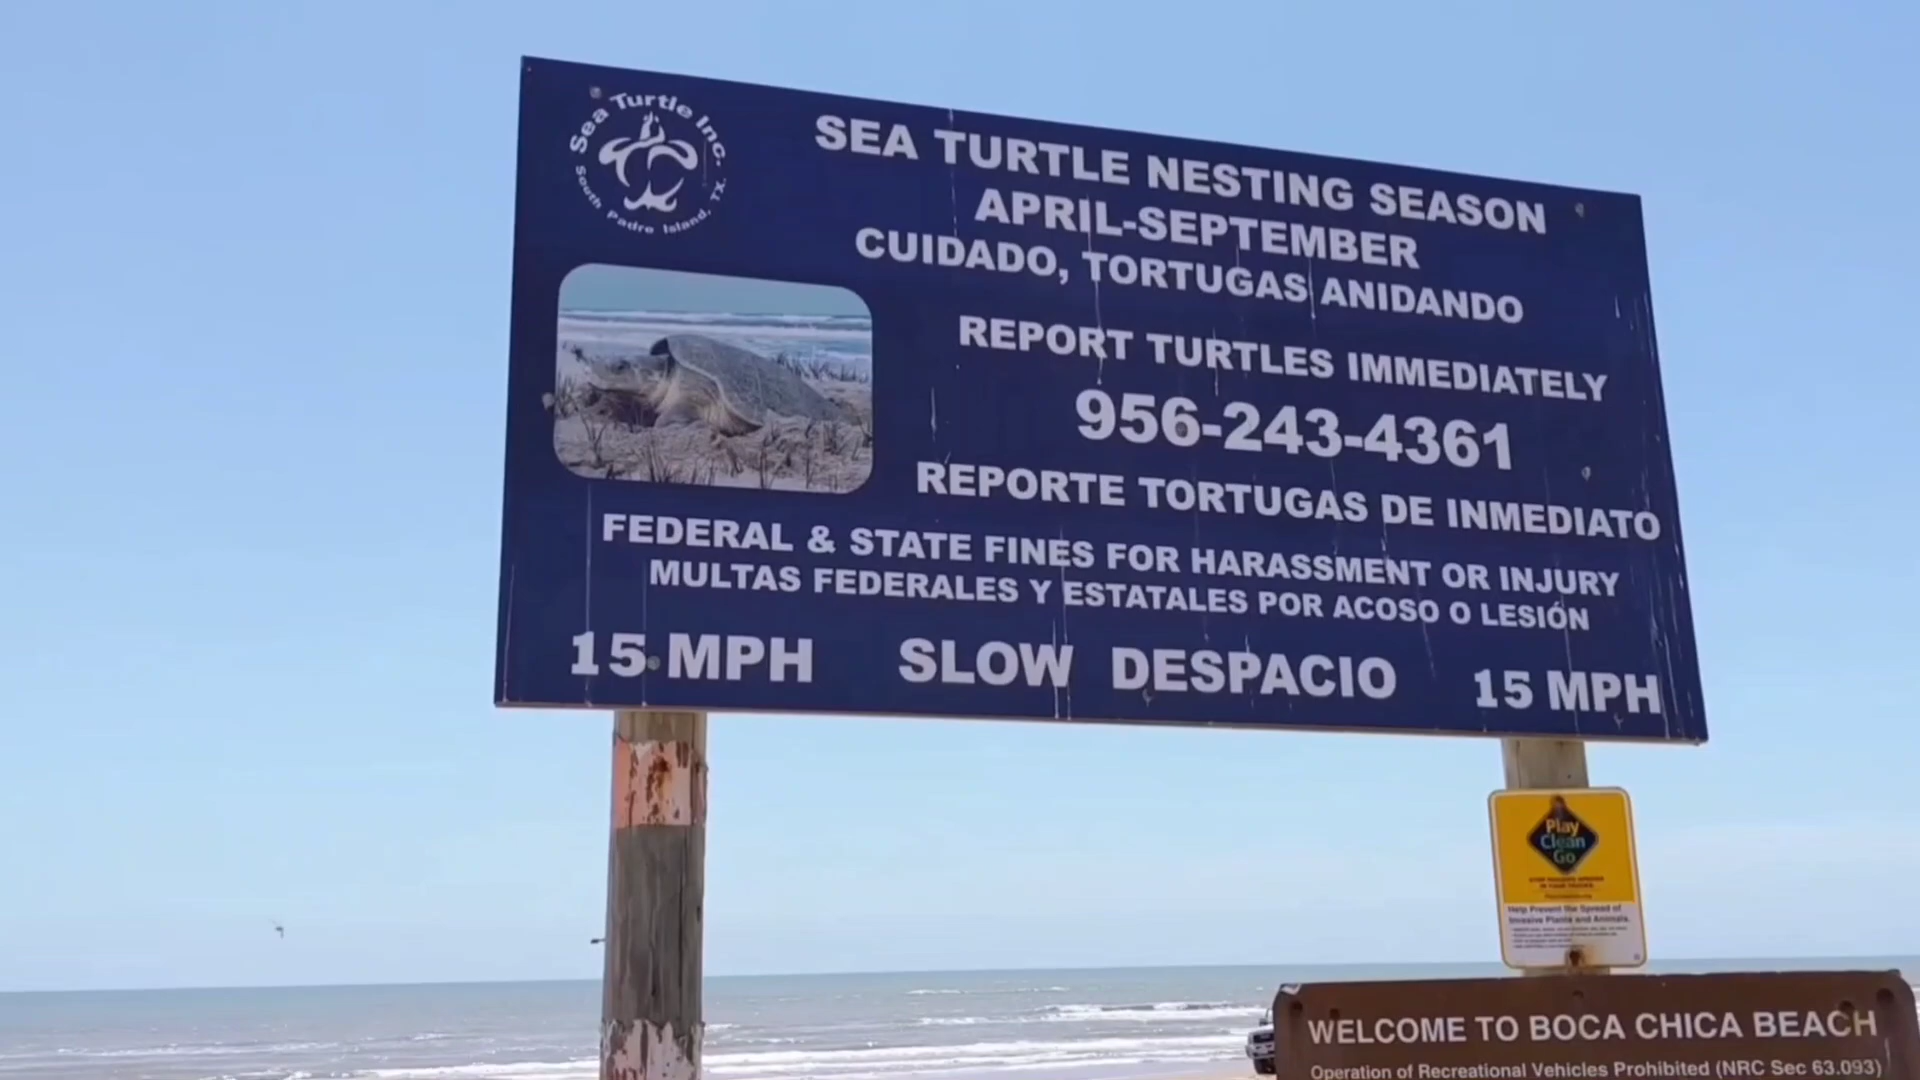 Sea Turtle Inc.
South Padre Island, TX.
SEA TURTLE NESTING SEASON
APRIL-SEPTEMBER
CUIDADO, TORTUGAS ANIDANDO
REPORT TURTLES IMMEDIATELY
956-243-4361
REPORTE TORTUGAS DE INMEDIATO
FEDERAL & STATE FINES FOR HARASSMENT OR INJURY
MULTAS FEDERALES Y ESTATALES POR ACOSO O LESIÓN
15 MPH SLOW DESPACIO 15 MPH
Play
Clean
Go
Help Prevent the Spread of
Invasive Plants and Animals.
WELCOME TO BOCA CHICA BEACH
Operation of Recreational Vehicles Prohibited (NRC Sec 63.093)